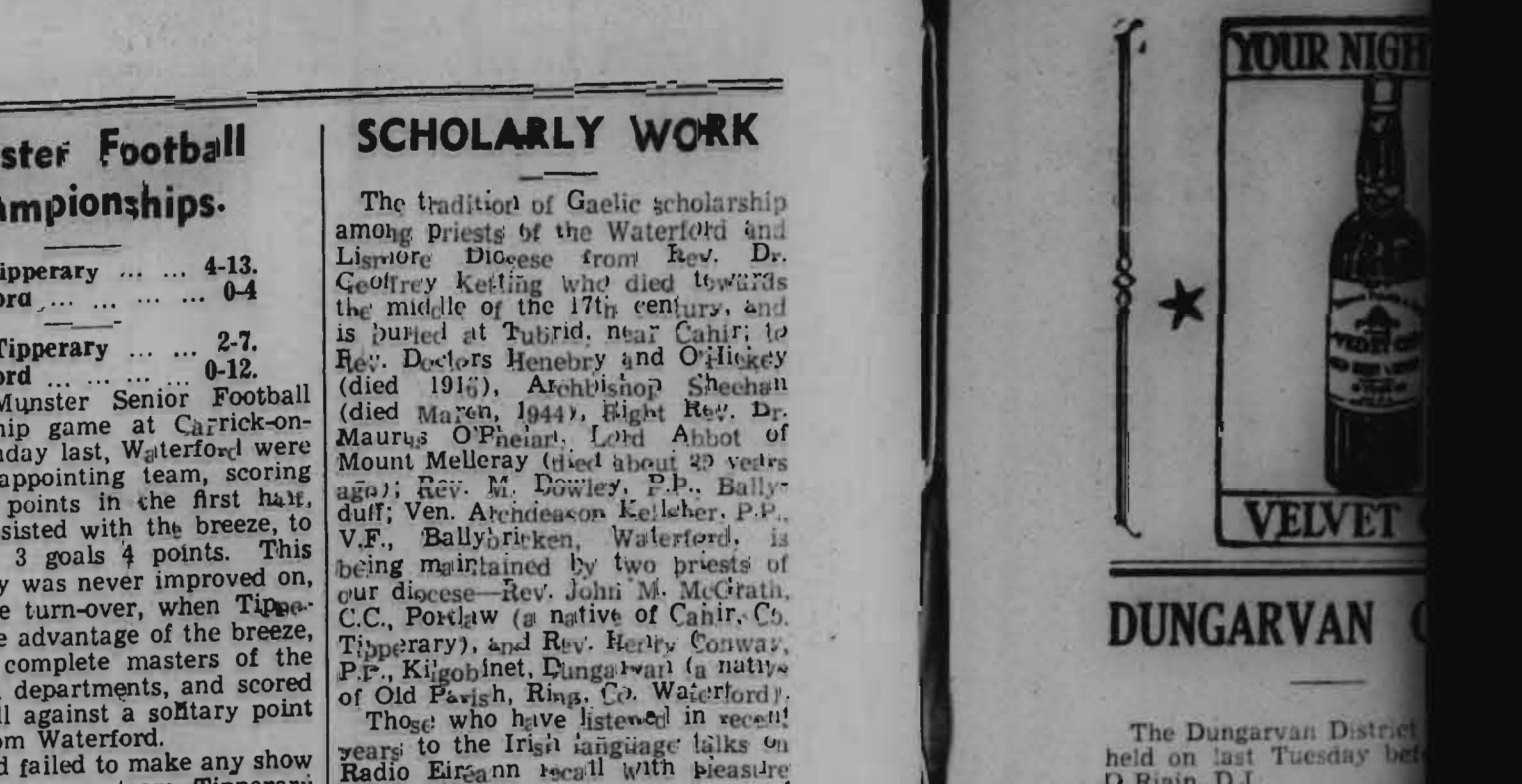 ster Football
mpionships.
ipperary ... ... 4-13.
ord ... ... ... ... 0-4
Tipperary ... ... 2-7.
ord ... ... ... ... 0-12.
Munster Senior Football
hip game at Carrick-on-
nday last, Waterford were
appointing team, scoring
points in the first half,
sisted with the breeze, to
3 goals 4 points. This
y was never improved on,
e turn-over, when Tippe-
e advantage of the breeze,
complete masters of the
departments, and scored
ll against a solitary point
om Waterford.
d failed to make any show
Tipperary
SCHOLARLY WORK
The tradition of Gaelic scholarship
among priests of the Waterford and
Lismore Diocese from Rev. Dr.
Geoffrey Ketting who died towards
the middle of the 17th century, and
is buried at Tubrid, near Cahir; to
Rev. Doctors Henebry and O'Hickey
(died 1916), Archbishop Sheehan
(died March, 1944), Right Rev. Dr.
Maurus O'Phelan, Lord Abbot of
Mount Melleray (died about years
ago); Rev. M. Dowley, P.P., Bally-
duff; Ven. Archdeacon Kelleher, P.P.,
V.F., Ballybricken, Waterford, is
being maintained by two priests of
our diocese—Rev. John M. McGrath,
C.C., Portlaw (a native of Cahir, Co.
Tipperary), and Rev. Henry Conway,
P.P., Kilgobinet, Dungarvan (a native
of Old Parish, Ring, Co. Waterford).
Those who have listened in recent
years to the Irish language talks on
Radio Eireann recall with pleasure
YOUR NIGH
VELVET
DUNGARVAN
The Dungarvan District
held on last Tuesday bef
D.J.